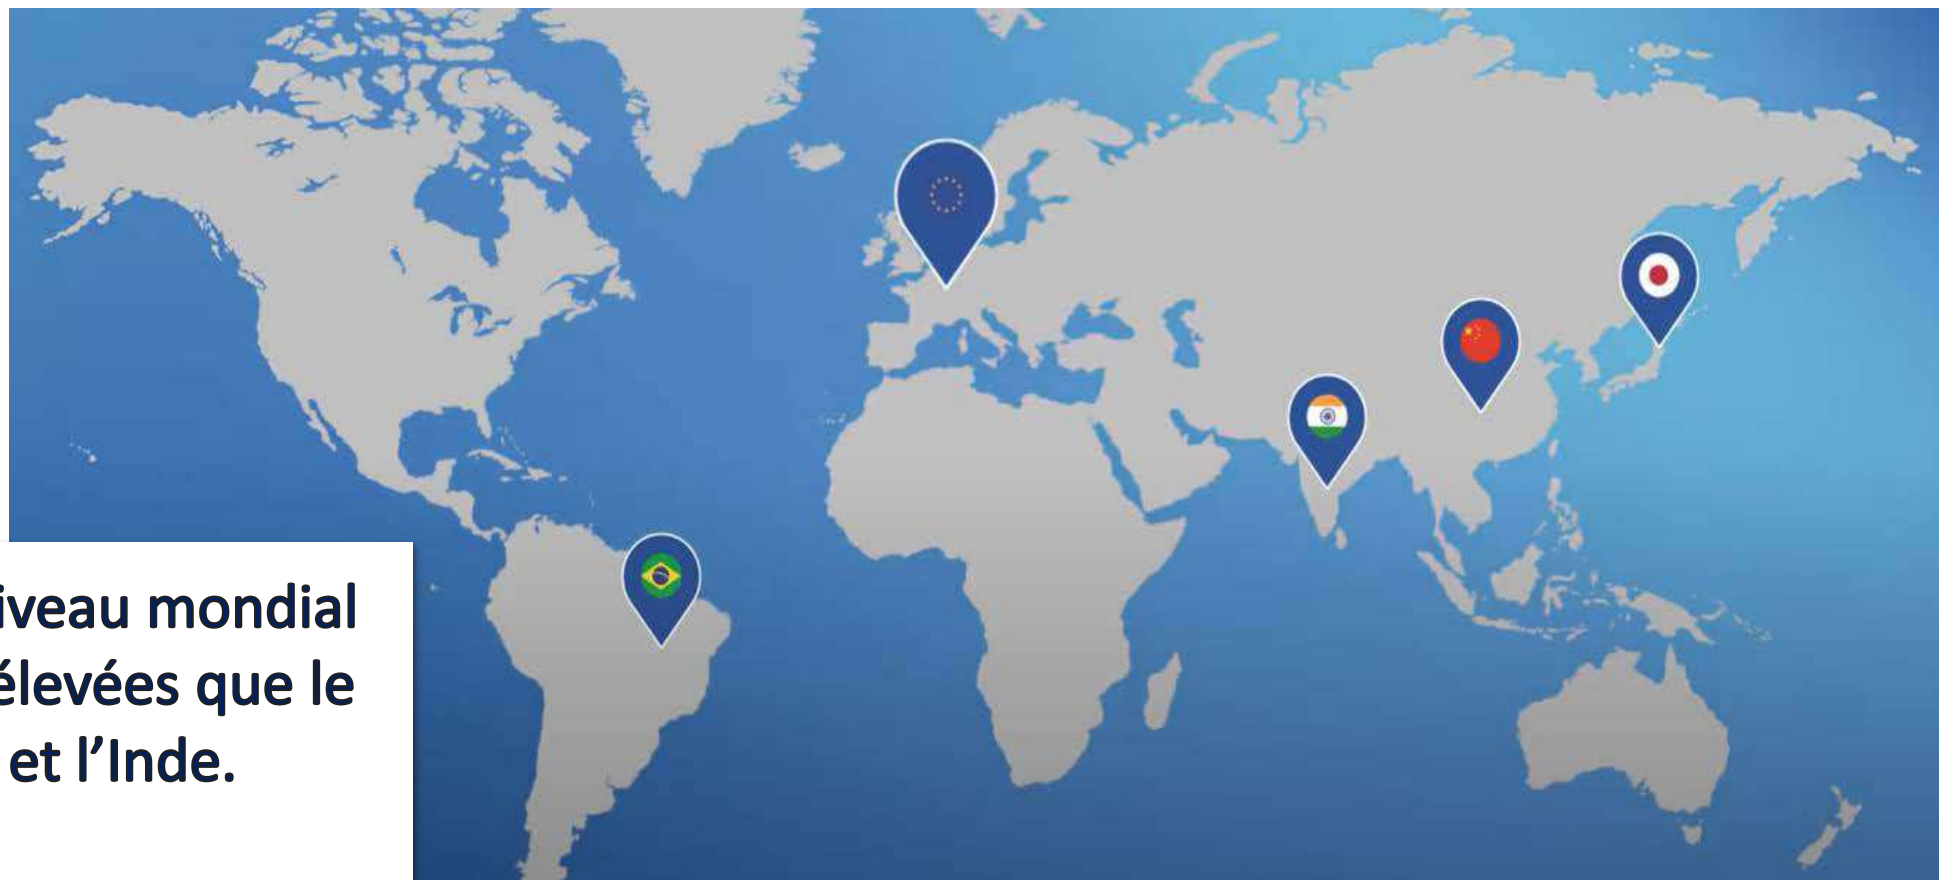 iveau mondial
élevées que le
et l’Inde.